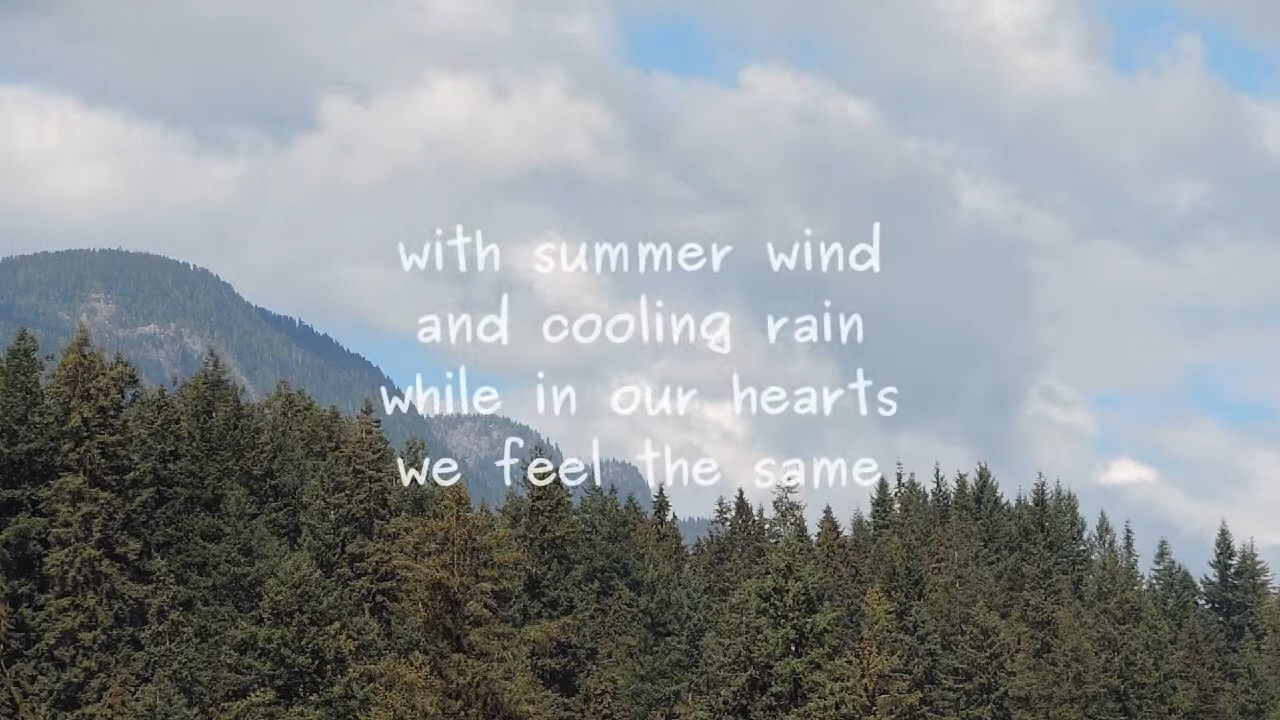 with summer wind
and cooling rain
while in our hearts
we feel the same